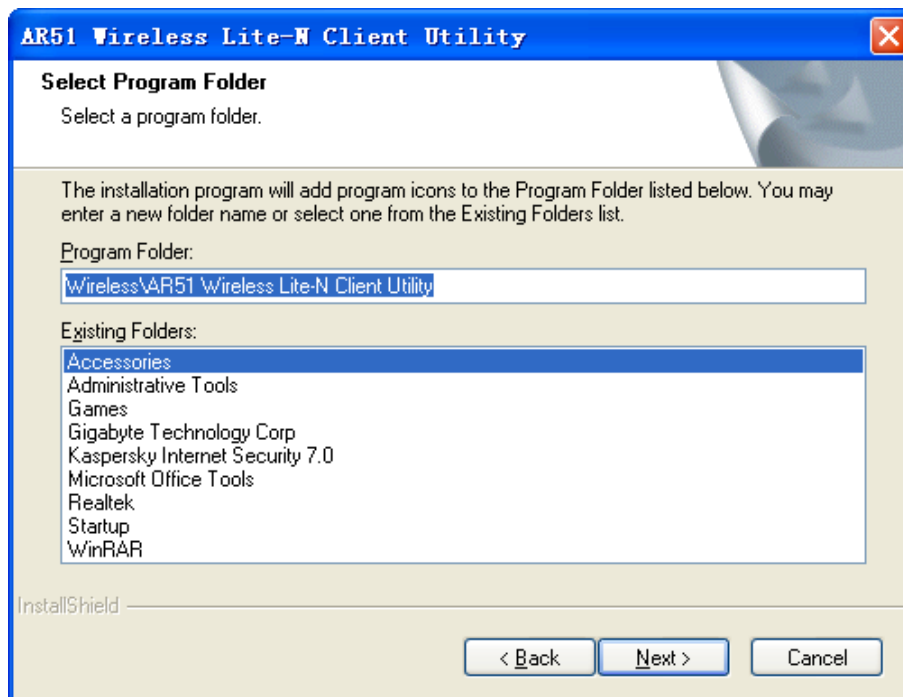 AR51 Wireless Lite-N Client Utility
Select Program Folder
Select a program folder.
The installation program will add program icons to the Program Folder listed below. You may
enter a new folder name or select one from the Existing Folders list.
Program Folder:
\Wireless\AR51 Wireless Lite-N Client Utility
Existing Folders:
Accessories
Administrative Tools
Games
Gigabyte Technology Corp
Kaspersky Internet Security 7.0
Microsoft Office Tools
Realtek
Startup
WinRAR
InstallShield
< Back
Next >
Cancel